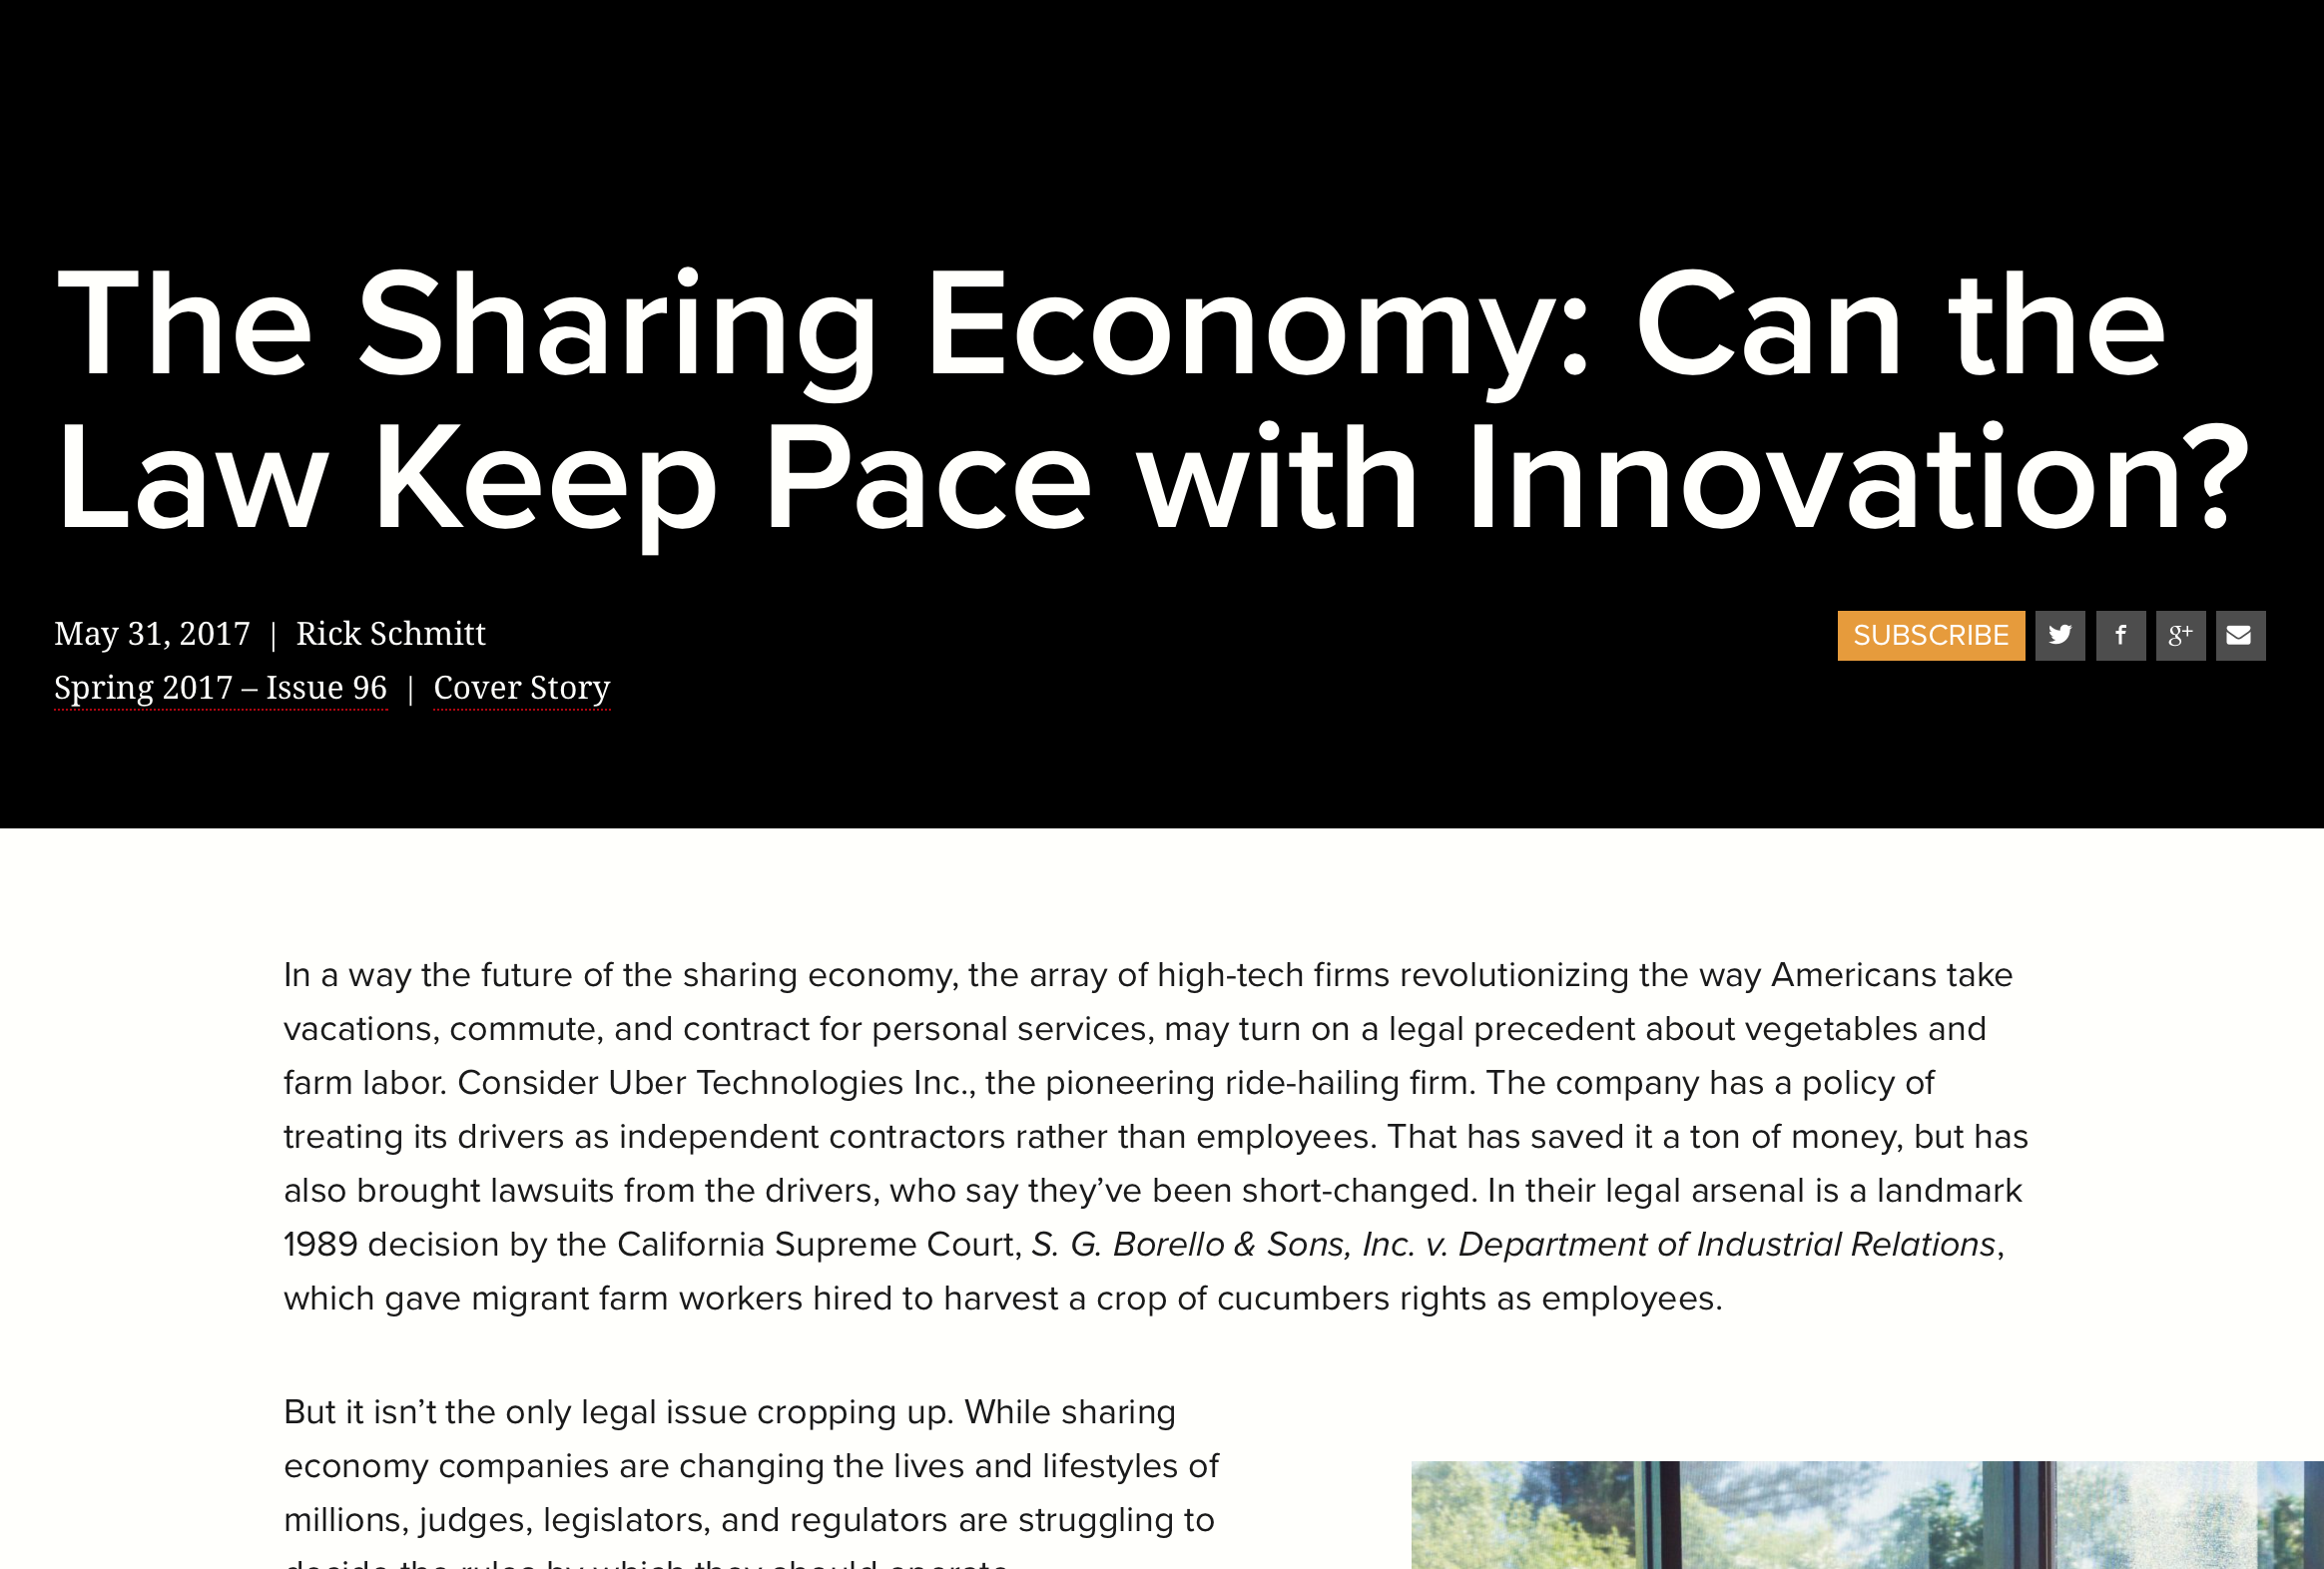 The Sharing Economy: Can the
Law Keep Pace with Innovation?
May 31, 2017 | Rick Schmitt
SUBSCRIBE
f
g+
Spring 2017 – Issue 96 | Cover Story
In a way the future of the sharing economy, the array of high-tech firms revolutionizing the way Americans take
vacations, commute, and contract for personal services, may turn on a legal precedent about vegetables and
farm labor. Consider Uber Technologies Inc., the pioneering ride-hailing firm. The company has a policy of
treating its drivers as independent contractors rather than employees. That has saved it a ton of money, but has
also brought lawsuits from the drivers, who say they’ve been short-changed. In their legal arsenal is a landmark
1989 decision by the California Supreme Court, S. G. Borello & Sons, Inc. v. Department of Industrial Relations,
which gave migrant farm workers hired to harvest a crop of cucumbers rights as employees.
But it isn’t the only legal issue cropping up. While sharing
economy companies are changing the lives and lifestyles of
millions, judges, legislators, and regulators are struggling to
decide the rules by which they should operate.